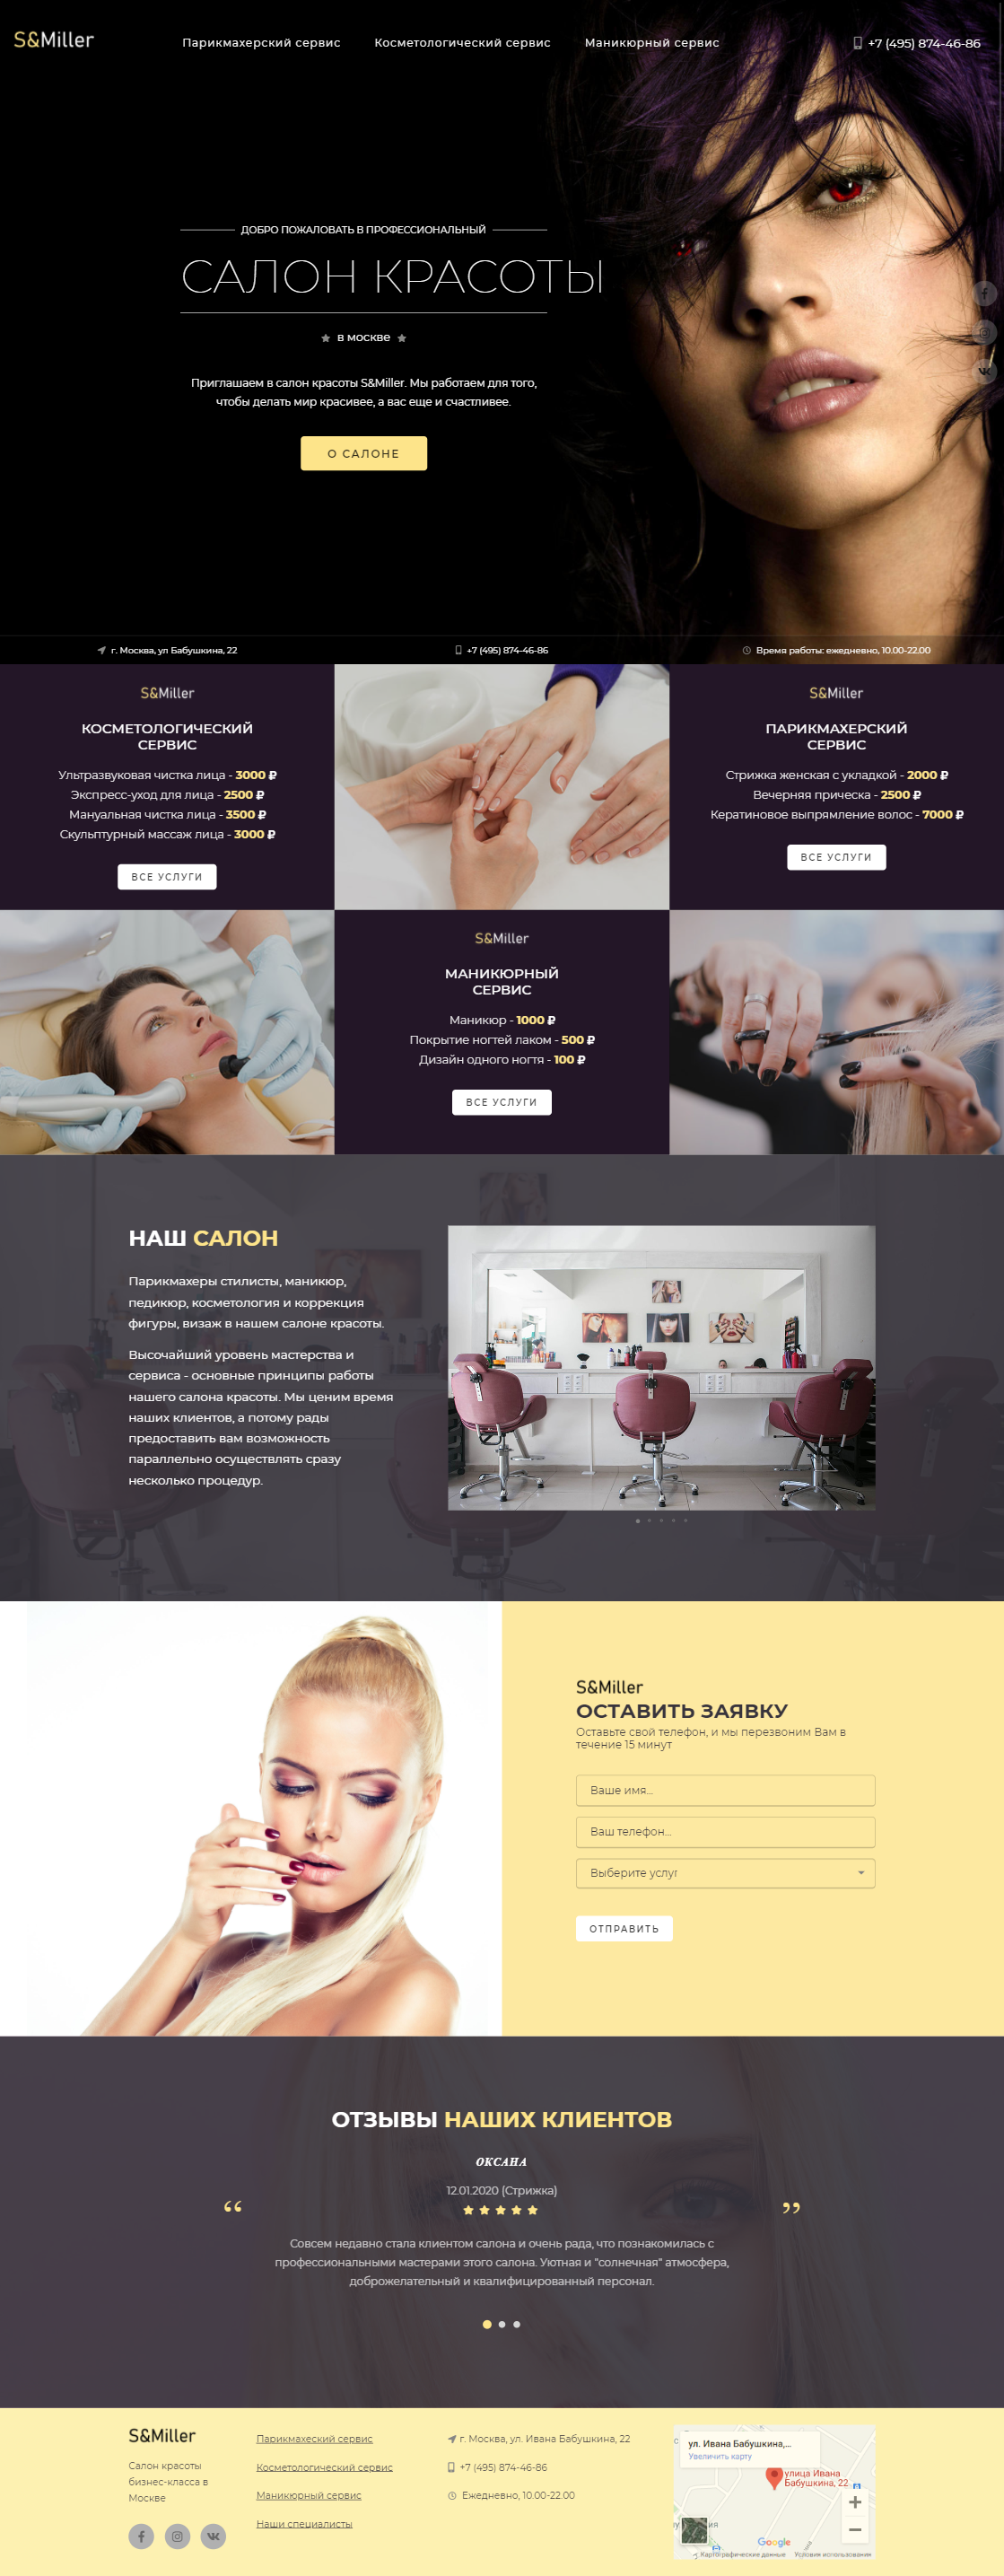 S&Miller
Парикмахерский сервис
Косметологический сервис
Маникюрный сервис
+7 (495) 874-46-86
ДОБРО ПОЖАЛОВАТЬ В ПРОФЕССИОНАЛЬНЫЙ
САЛОН КРАСОТЫ
★ в москве ★
Приглашаем в салон красоты S&Miller. Мы работаем для того,
чтобы делать мир красивее, а вас еще и счастливее.
О САЛОНЕ
г. Москва, ул Бабушкина, 22
+7 (495) 874-46-86
Время работы: ежедневно, 10.00-22.00
S&Miller
КОСМЕТОЛОГИЧЕСКИЙ
СЕРВИС
Ультразвуковая чистка лица - 3000 ₽
Экспресс-уход для лица - 2500 ₽
Мануальная чистка лица - 3500 ₽
Скульптурный массаж лица - 3000 ₽
ВСЕ УСЛУГИ
S&Miller
ПАРИКМАХЕРСКИЙ
СЕРВИС
Стрижка женская с укладкой - 2000 ₽
Вечерняя прическа - 2500 ₽
Кератиновое выпрямление волос - 7000 ₽
ВСЕ УСЛУГИ
S&Miller
МАНИКЮРНЫЙ
СЕРВИС
Маникюр - 1000 ₽
Покрытие ногтей лаком - 500 ₽
Дизайн одного ногтя - 100 ₽
ВСЕ УСЛУГИ
НАШ САЛОН
Парикмахеры стилисты, маникюр,
педикюр, косметология и коррекция
фигуры, визаж в нашем салоне красоты.
Высочайший уровень мастерства и
сервиса - основные принципы работы
нашего салона красоты. Мы ценим время
наших клиентов, а потому рады
предоставить вам возможность
параллельно осуществлять сразу
несколько процедур.
S&Miller
ОСТАВИТЬ ЗАЯВКУ
Оставьте свой телефон, и мы перезвоним Вам в
течение 15 минут
Ваше имя...
Ваш телефон...
Выберите услуг
ОТПРАВИТЬ
ОТЗЫВЫ НАШИХ КЛИЕНТОВ
ОКСАНА
12.01.2020 (Стрижка)
★ ★ ★ ★ ★
“ ”
Совсем недавно стала клиентом салона и очень рада, что познакомилась с
профессиональными мастерами этого салона. Уютная и "солнечная" атмосфера,
доброжелательный и квалифицированный персонал.
S&Miller
Салон красоты
бизнес-класса в
Москве
Парикмахеский сервис
Косметологический сервис
Маникюрный сервис
Наши специалисты
г. Москва, ул. Ивана Бабушкина, 22
+7 (495) 874-46-86
Ежедневно, 10.00-22.00
ул. Ивана Бабушкина,...
Увеличить карту
улица Ивана
Бабушкина, 22
Google
Картографические данные
Условия использования